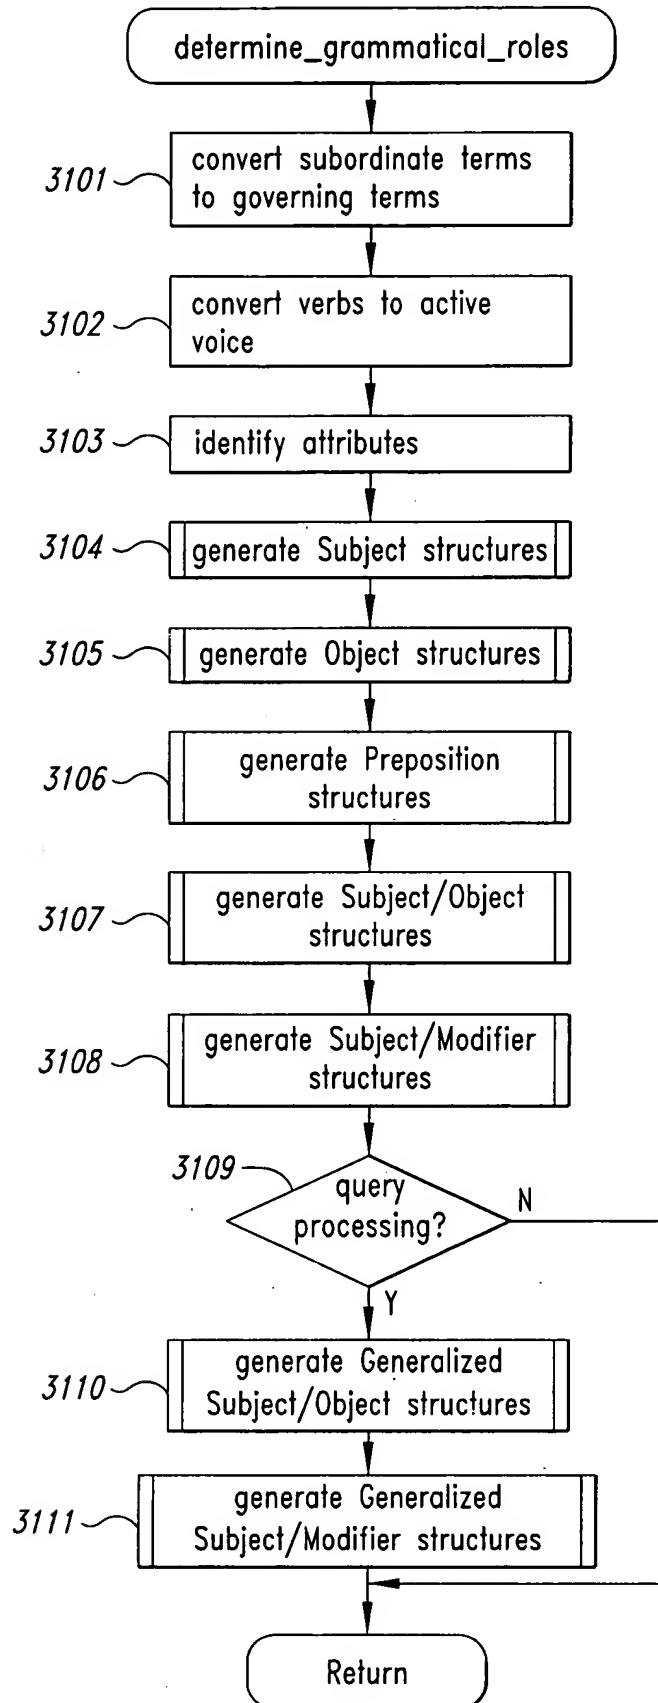 determine_grammatical_roles
3101
convert subordinate terms
to governing terms
3102
convert verbs to active
voice
3103
identify attributes
3104
generate Subject structures
3105
generate Object structures
3106
generate Preposition
structures
3107
generate Subject/Object
structures
3108
generate Subject/Modifier
structures
3109
query
processing?
N
Y
3110
generate Generalized
Subject/Object structures
3111
generate Generalized
Subject/Modifier structures
Return